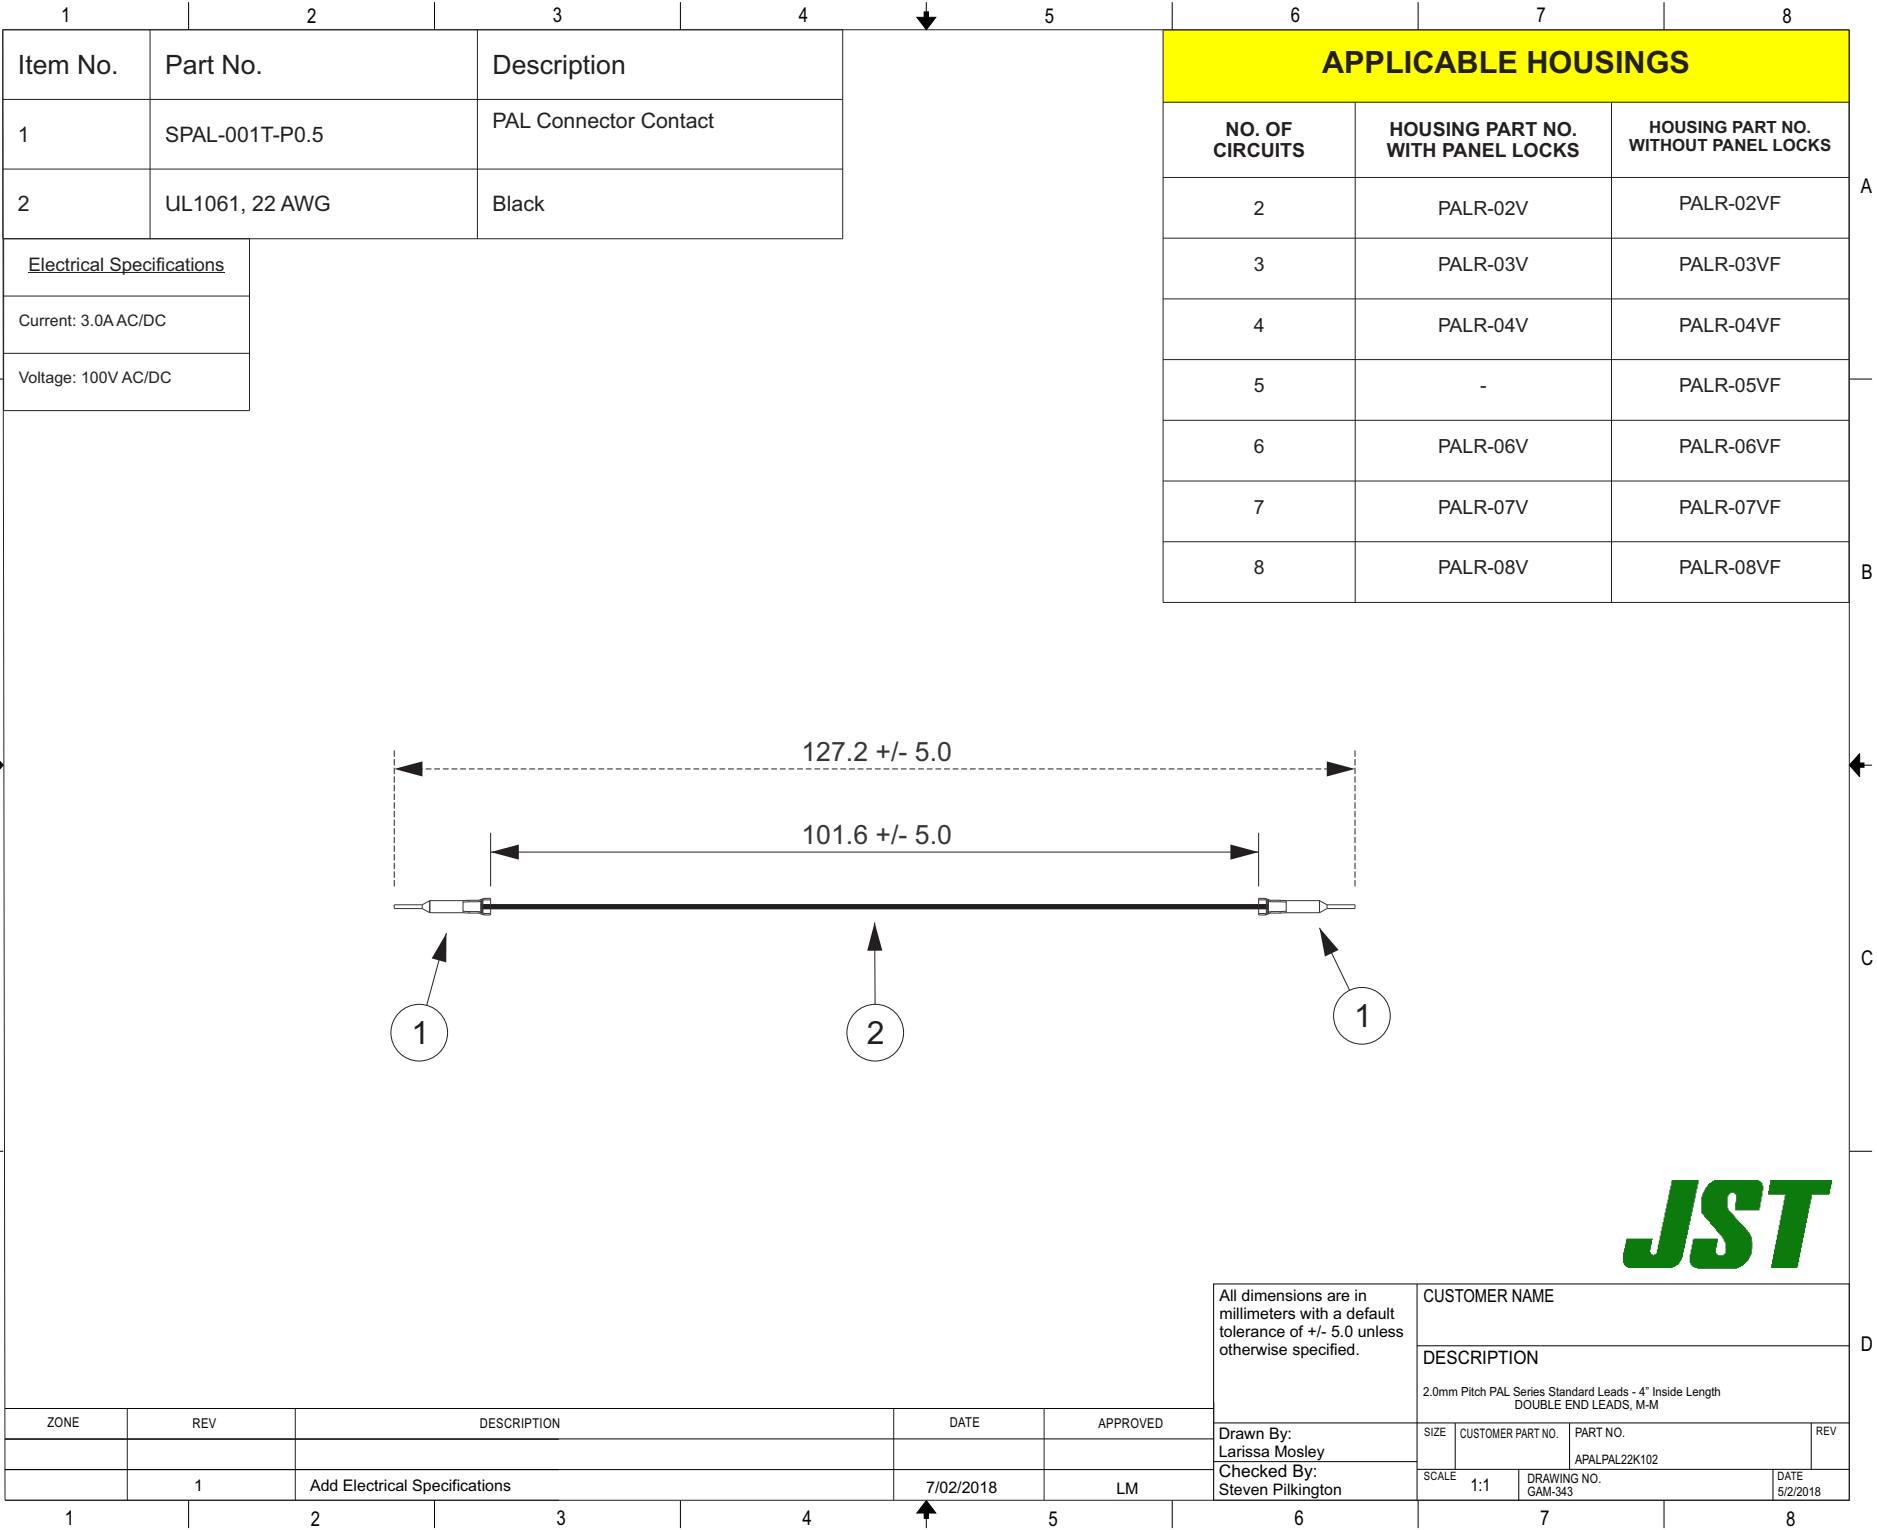 1 2 3 4 5 6 7 8
Item No. Part No. Description
1 SPAL-001T-P0.5 PAL Connector Contact
2 UL1061, 22 AWG Black
Electrical Specifications
Current: 3.0A AC/DC
Voltage: 100V AC/DC
APPLICABLE HOUSINGS
NO. OF CIRCUITS HOUSING PART NO. WITH PANEL LOCKS HOUSING PART NO. WITHOUT PANEL LOCKS
2 PALR-02V PALR-02VF
3 PALR-03V PALR-03VF
4 PALR-04V PALR-04VF
5 - PALR-05VF
6 PALR-06V PALR-06VF
7 PALR-07V PALR-07VF
8 PALR-08V PALR-08VF
A
B
C
D
127.2 +/- 5.0
101.6 +/- 5.0
1
2
1
JST
All dimensions are in
millimeters with a default
tolerance of +/- 5.0 unless
otherwise specified.
CUSTOMER NAME
DESCRIPTION
2.0mm Pitch PAL Series Standard Leads - 4" Inside Length
DOUBLE END LEADS, M-M
Drawn By:
Larissa Mosley
Checked By:
Steven Pilkington
SIZE CUSTOMER PART NO. PART NO. REV
APALPAL22K102
SCALE 1:1 DRAWING NO. DATE
GAM-343 5/2/2018
ZONE REV DESCRIPTION DATE APPROVED
1 Add Electrical Specifications 7/02/2018 LM
1 2 3 4 5 6 7 8